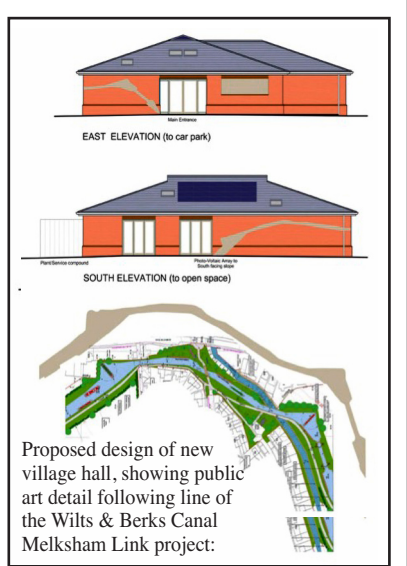 Main Entrance
EAST ELEVATION (to car park)
Plant/Service compound
Photo-Voltaic Array to
South facing slope
SOUTH ELEVATION (to open space)
Proposed design of new
village hall, showing public
art detail following line of
the Wilts & Berks Canal
Melksham Link project: